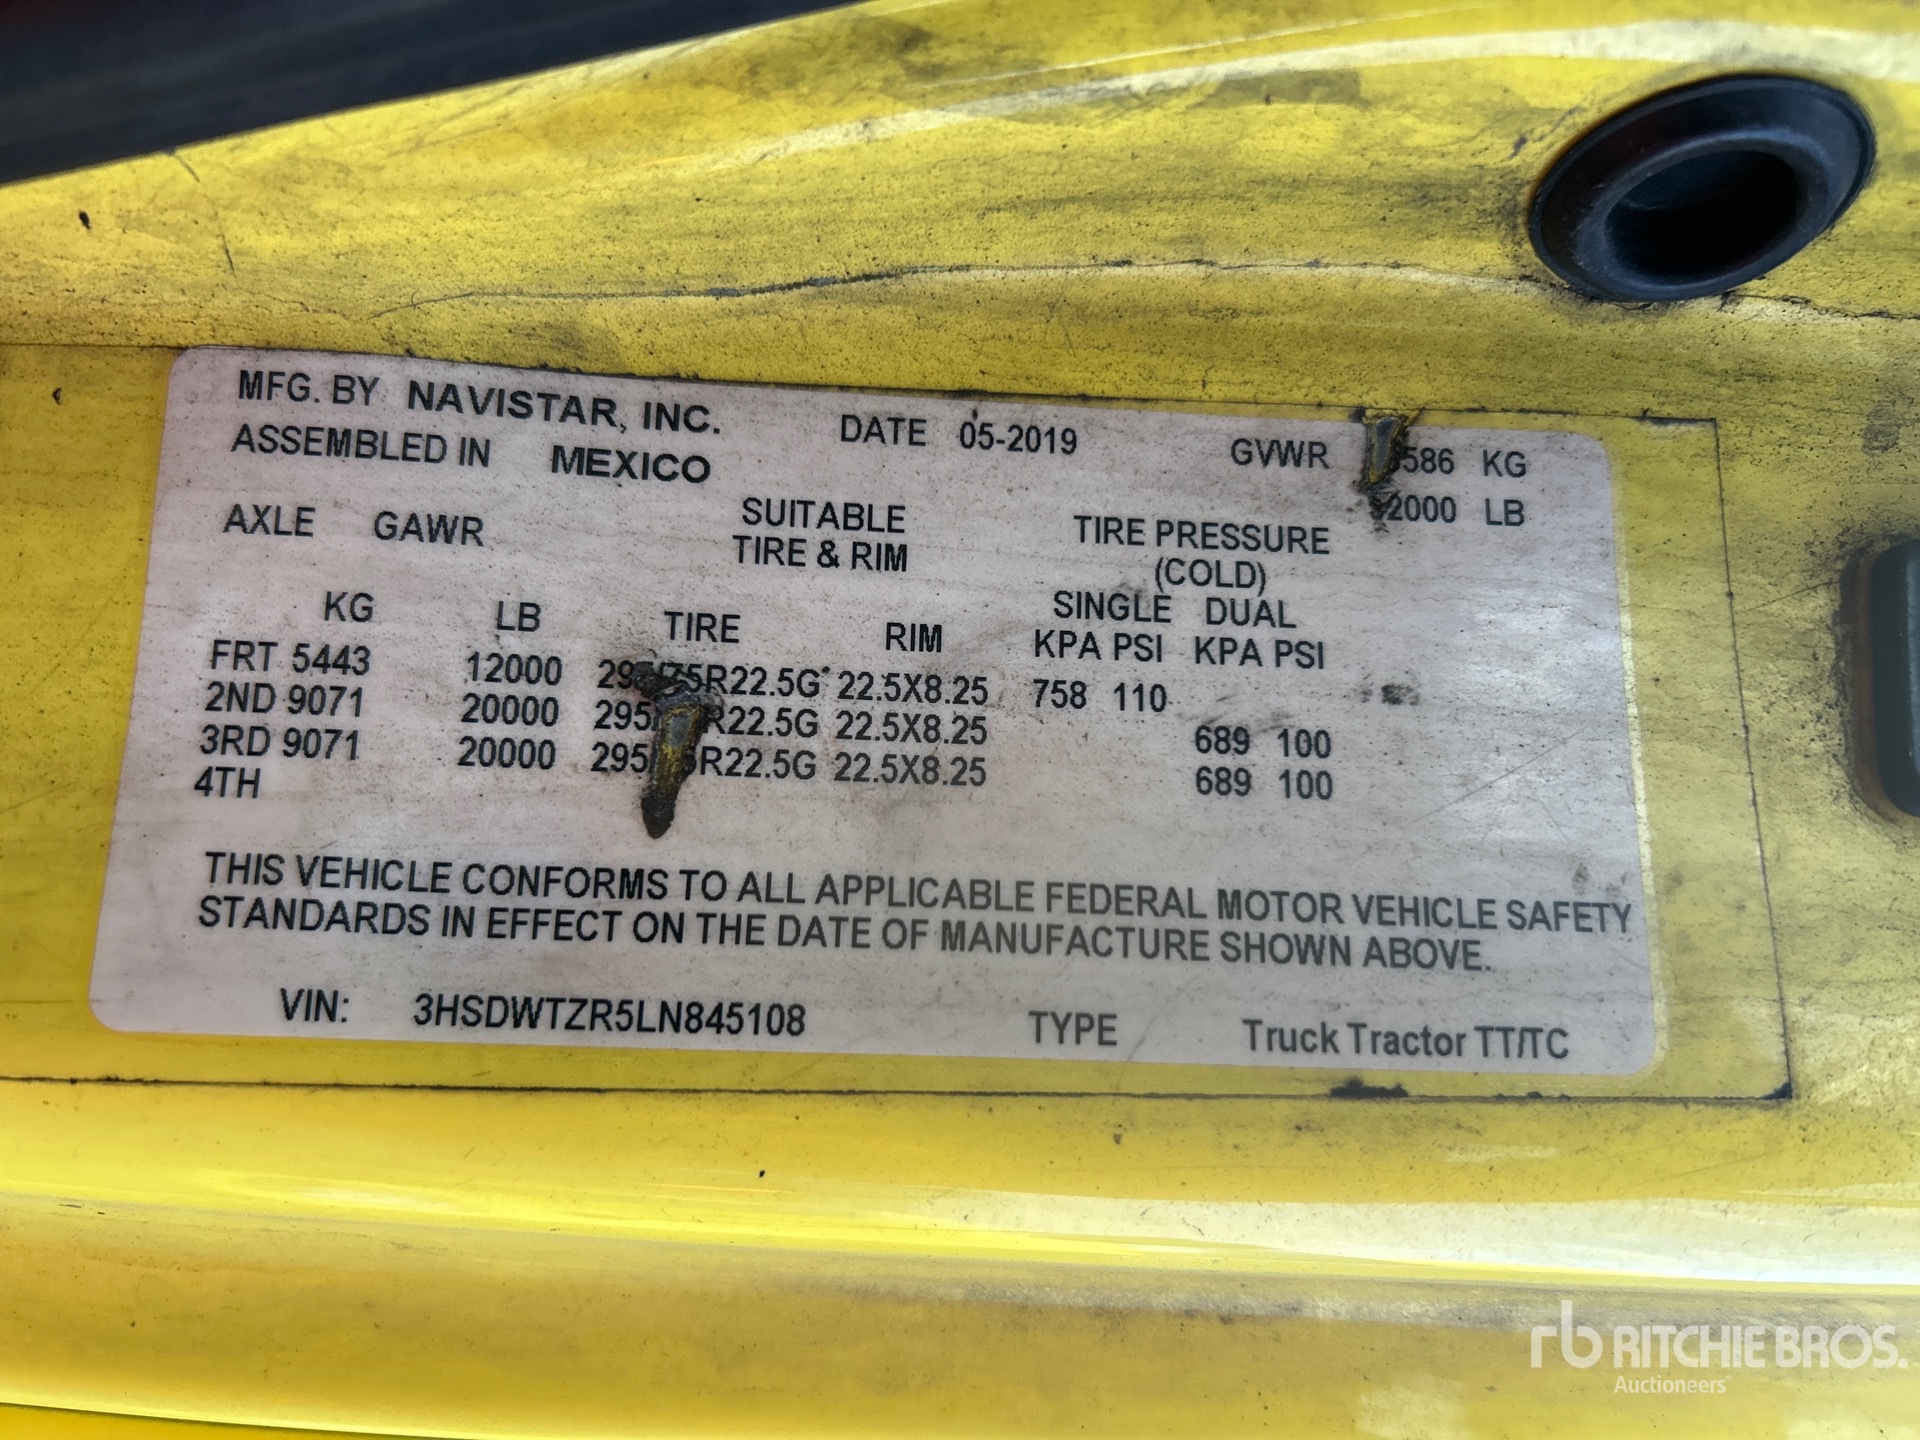 MFG. BY NAVISTAR, INC. DATE 05-2019 GVWR KG
ASSEMBLED IN MEXICO LB
AXLE GAWR SUITABLE TIRE PRESSURE
TIRE & RIM (COLD)
SINGLE DUAL
KG LB TIRE RIM KPA PSI KPA PSI
FRT 5443 12000 22.5X8.25 758 110
2ND 9071 20000 22.5X8.25 689 100
3RD 9071 20000 22.5X8.25 689 100
4TH
THIS VEHICLE CONFORMS TO ALL APPLICABLE FEDERAL MOTOR VEHICLE SAFETY
STANDARDS IN EFFECT ON THE DATE OF MANUFACTURE SHOWN ABOVE.
VIN: 3HSDWTZR5LN845108 TYPE Truck Tractor TT/TC
rb RITCHIE BROS.
Auctioneers